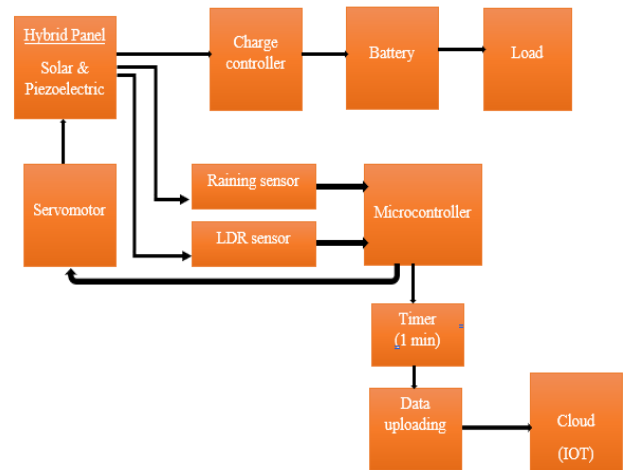 Hybrid Panel
Solar &
Piezoelectric
Charge
controller
Battery
Load
Servomotor
Raining sensor
LDR sensor
Microcontroller
Timer
(1 min)
Data
uploading
Cloud
(IOT)